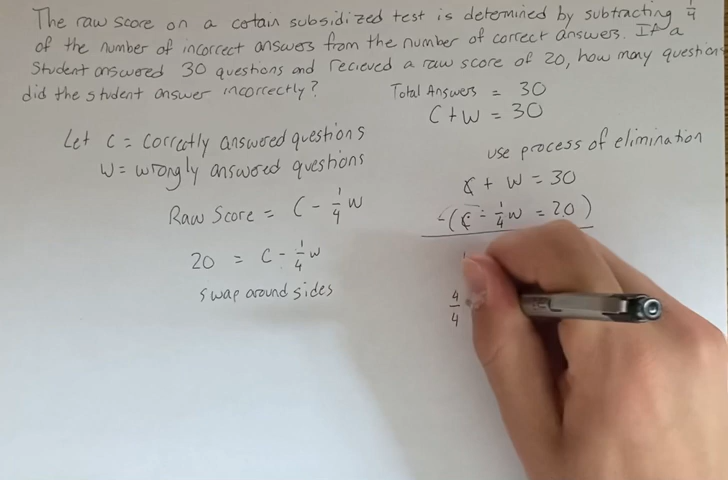 The raw score on a cotain subsidized test is determined by subtracting 1/4
of the number of incorrect answers from the number of correct answers. If a
student answered 30 questions and recieved a raw score of 20, how many questions
did the student answer incorrectly?
Total Answers = 30
C + W = 30
Let C = correctly answered questions
W = wrongly answered questions
Raw Score = C - 1/4 W
20 = C - 1/4 W
swap around sides
use process of elimination
C + W = 30
-(C - 1/4 W = 20)
4/4